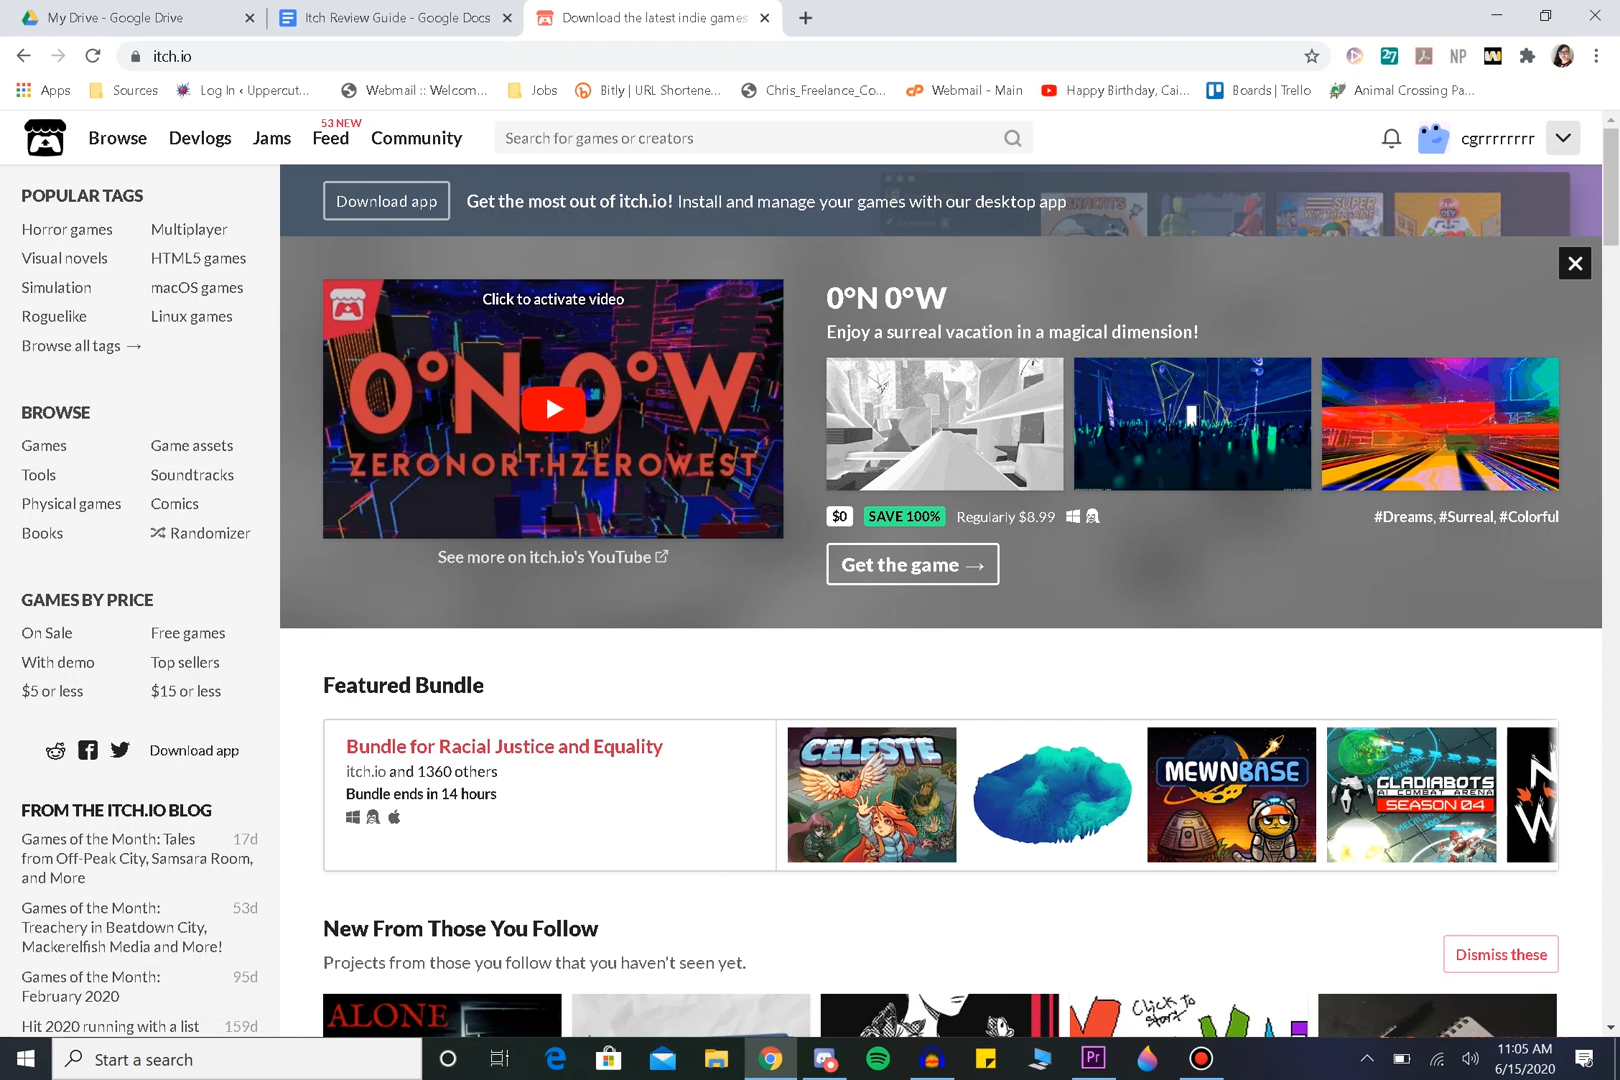 My Drive - Google Drive
Itch Review Guide - Google Docs
Download the latest indie games
itch.io
27
NP
Apps
Sources
Log In ‹ Uppercut...
Webmail :: Welcom...
Jobs
Bitly | URL Shortene...
Chris_Freelance_Co...
Webmail - Main
Happy Birthday, Cai...
Boards | Trello
Animal Crossing Pa...
Browse
Devlogs
Jams
53 NEW
Feed
Community
Search for games or creators
cgrrrrrrrr
POPULAR TAGS
Horror games
Multiplayer
Visual novels
HTML5 games
Simulation
macOS games
Roguelike
Linux games
Browse all tags →
BROWSE
Games
Game assets
Tools
Soundtracks
Physical games
Comics
Books
Randomizer
GAMES BY PRICE
On Sale
Free games
With demo
Top sellers
$5 or less
$15 or less
Download app
FROM THE ITCH.IO BLOG
Games of the Month: Tales
17d
from Off-Peak City, Samsara Room,
and More
Games of the Month:
53d
Treachery in Beatdown City,
Mackerelfish Media and More!
Games of the Month:
95d
February 2020
Hit 2020 running with a list
159d
Download app
Get the most out of itch.io! Install and manage your games with our desktop app
Click to activate video
0°N 0°W
ZERONORTHZEROWEST
See more on itch.io's YouTube
0°N 0°W
Enjoy a surreal vacation in a magical dimension!
$0
SAVE 100%
Regularly $8.99
#Dreams, #Surreal, #Colorful
Get the game →
Featured Bundle
Bundle for Racial Justice and Equality
itch.io and 1360 others
Bundle ends in 14 hours
CELESTE
MEWNBASE
GLADIABOTS
AI COMBAT ARENA
SEASON 04
New From Those You Follow
Projects from those you follow that you haven't seen yet.
Dismiss these
ALONE
Click to
start
Start a search
Pr
11:05 AM
6/15/2020